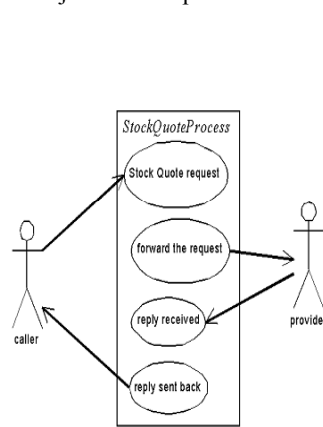 StockQuoteProcess
Stock Quote request
forward the request
reply received
reply sent back
caller
provide